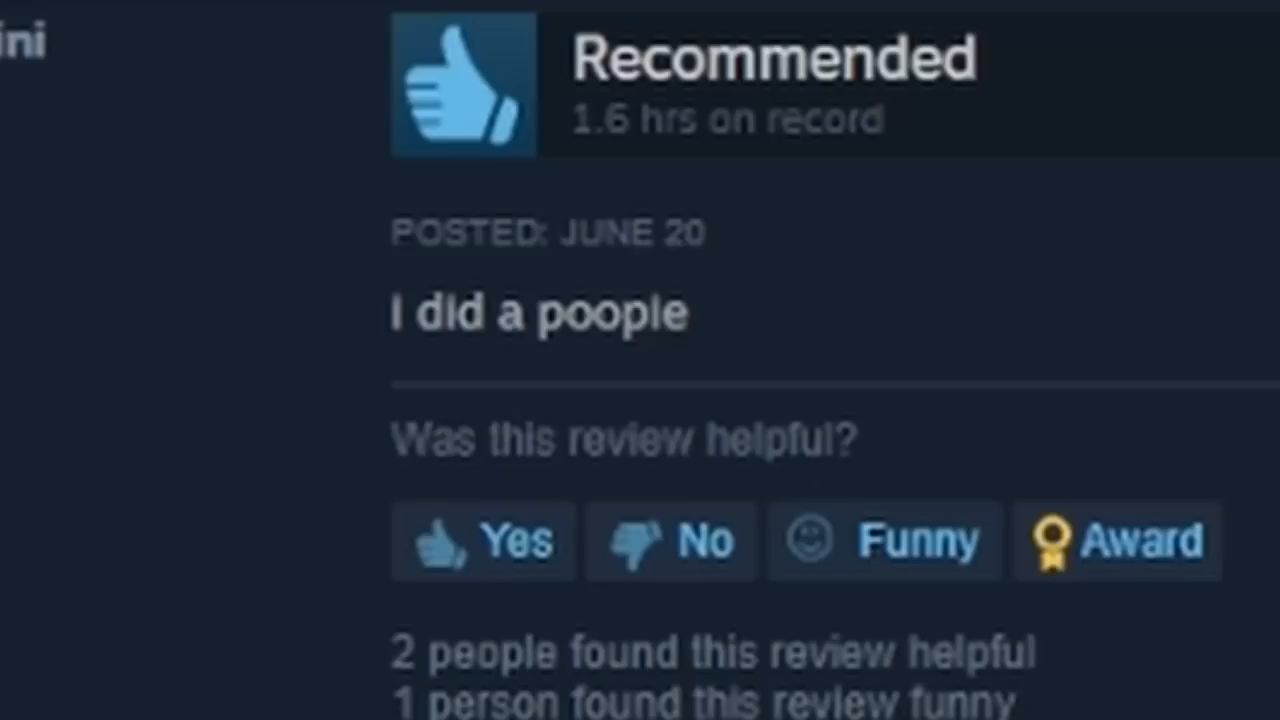 ini
Recommended
1.6 hrs on record
POSTED: JUNE 20
I did a poople
Was this review helpful?
Yes No Funny Award
2 people found this review helpful
1 person found this review funny